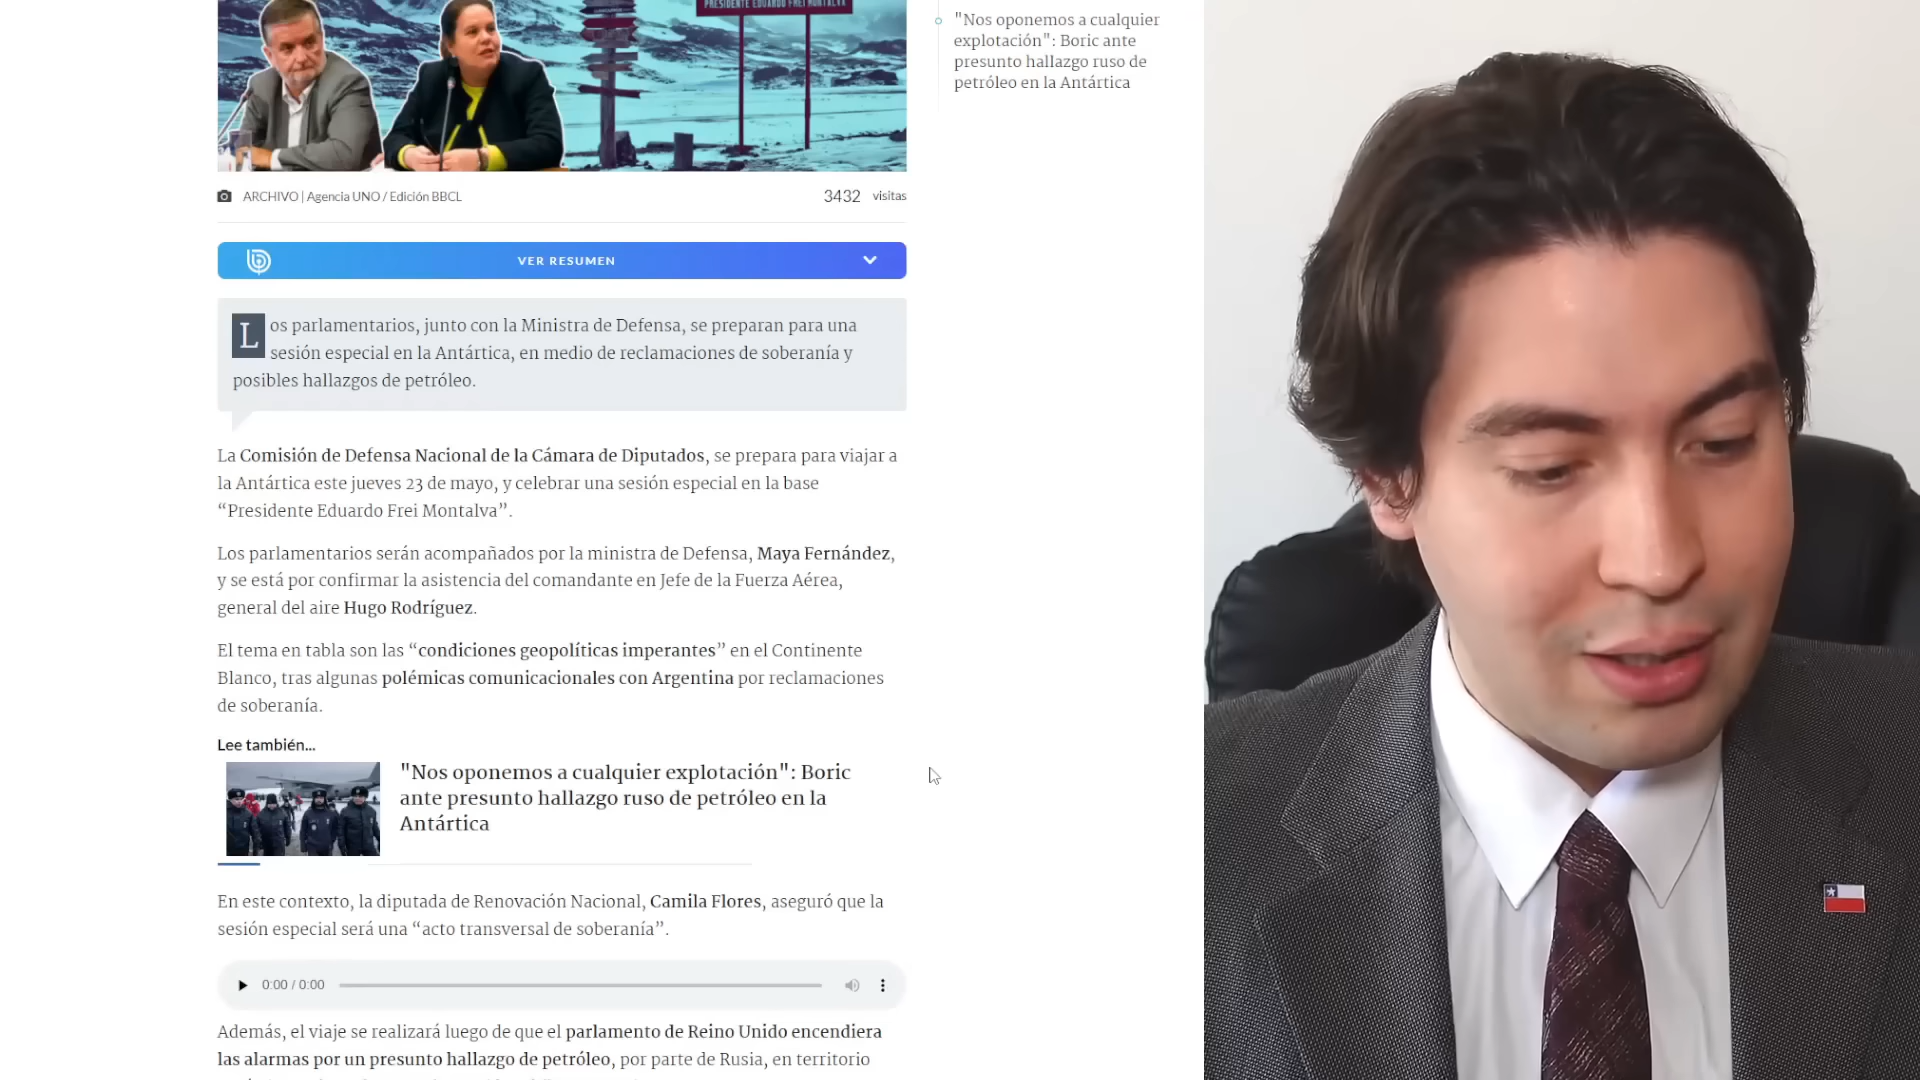 PRESIDENTE EDUARDO FREI MONTALVA
"Nos oponemos a cualquier
explotación": Boric ante
presunto hallazgo ruso de
petróleo en la Antártica
ARCHIVO | Agencia UNO / Edición BBCL
3432 visitas
VER RESUMEN
Los parlamentarios, junto con la Ministra de Defensa, se preparan para una
sesión especial en la Antártica, en medio de reclamaciones de soberanía y
posibles hallazgos de petróleo.
La Comisión de Defensa Nacional de la Cámara de Diputados, se prepara para viajar a
la Antártica este jueves 23 de mayo, y celebrar una sesión especial en la base
“Presidente Eduardo Frei Montalva”.
Los parlamentarios serán acompañados por la ministra de Defensa, Maya Fernández,
y se está por confirmar la asistencia del comandante en Jefe de la Fuerza Aérea,
general del aire Hugo Rodríguez.
El tema en tabla son las “condiciones geopolíticas imperantes” en el Continente
Blanco, tras algunas polémicas comunicacionales con Argentina por reclamaciones
de soberanía.
Lee también...
"Nos oponemos a cualquier explotación": Boric
ante presunto hallazgo ruso de petróleo en la
Antártica
En este contexto, la diputada de Renovación Nacional, Camila Flores, aseguró que la
sesión especial será una “acto transversal de soberanía”.
0:00 / 0:00
Además, el viaje se realizará luego de que el parlamento de Reino Unido encendiera
las alarmas por un presunto hallazgo de petróleo, por parte de Rusia, en territorio